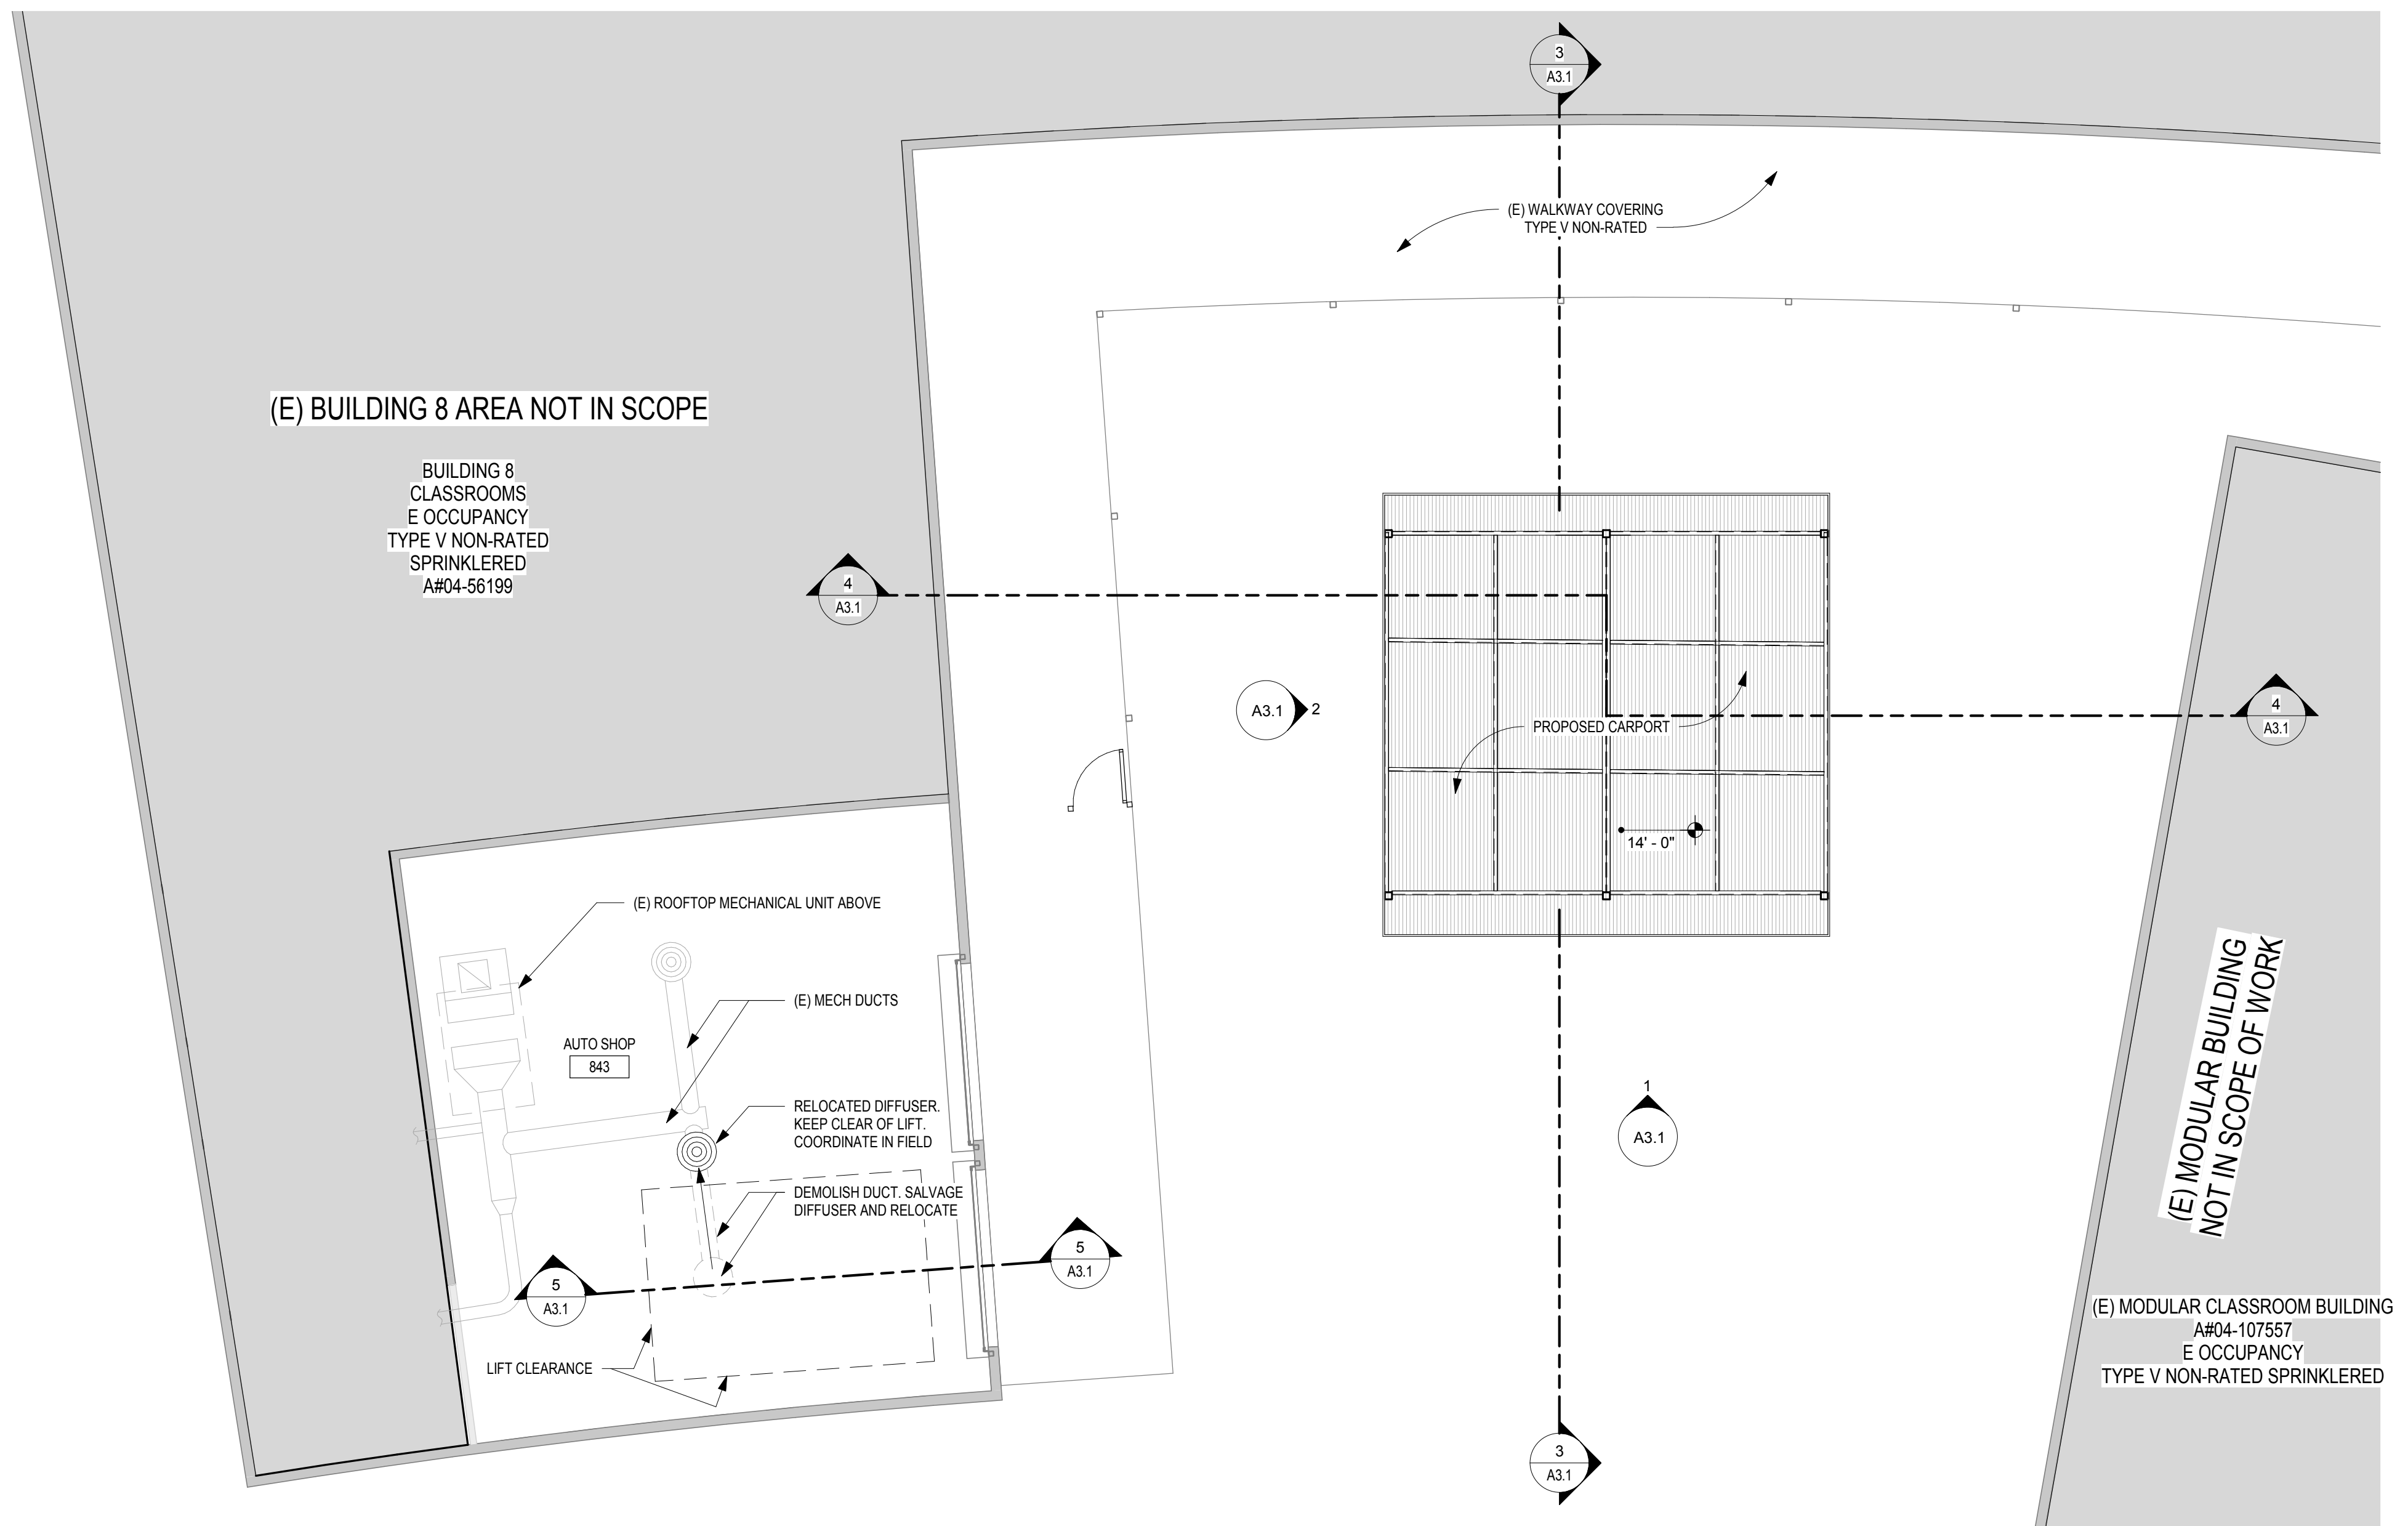 3
A3.1
(E) WALKWAY COVERING
TYPE V NON-RATED
(E) BUILDING 8 AREA NOT IN SCOPE
BUILDING 8
CLASSROOMS
E OCCUPANCY
TYPE V NON-RATED
SPRINKLERED
A#04-56199
4
A3.1
A3.1
2
PROPOSED CARPORT
14' - 0"
4
A3.1
(E) ROOFTOP MECHANICAL UNIT ABOVE
(E) MECH DUCTS
AUTO SHOP
843
RELOCATED DIFFUSER.
KEEP CLEAR OF LIFT.
COORDINATE IN FIELD
DEMOLISH DUCT. SALVAGE
DIFFUSER AND RELOCATE
5
A3.1
5
A3.1
LIFT CLEARANCE
1
A3.1
(E) MODULAR BUILDING
NOT IN SCOPE OF WORK
(E) MODULAR CLASSROOM BUILDING
A#04-107557
E OCCUPANCY
TYPE V NON-RATED SPRINKLERED
3
A3.1